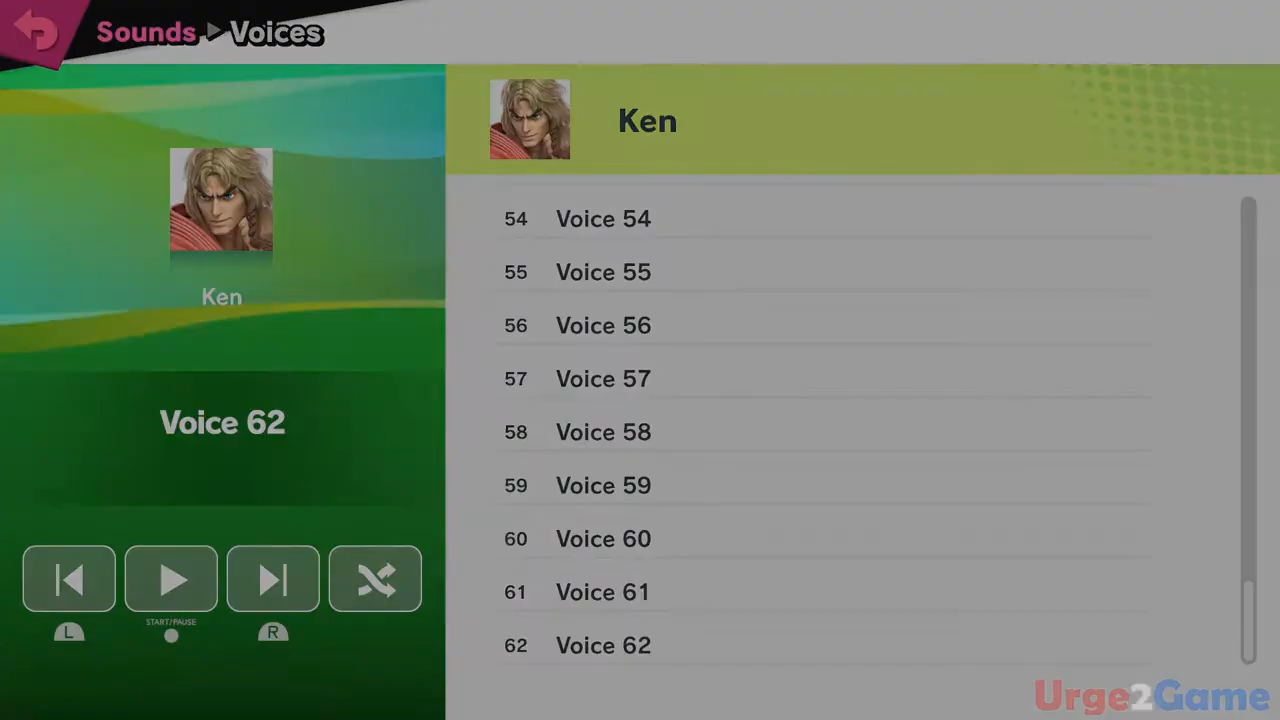 Sounds Voices
Ken
Ken
Voice 62
L
START/PAUSE
R
54 Voice 54
55 Voice 55
56 Voice 56
57 Voice 57
58 Voice 58
59 Voice 59
60 Voice 60
61 Voice 61
62 Voice 62
Urge2Game